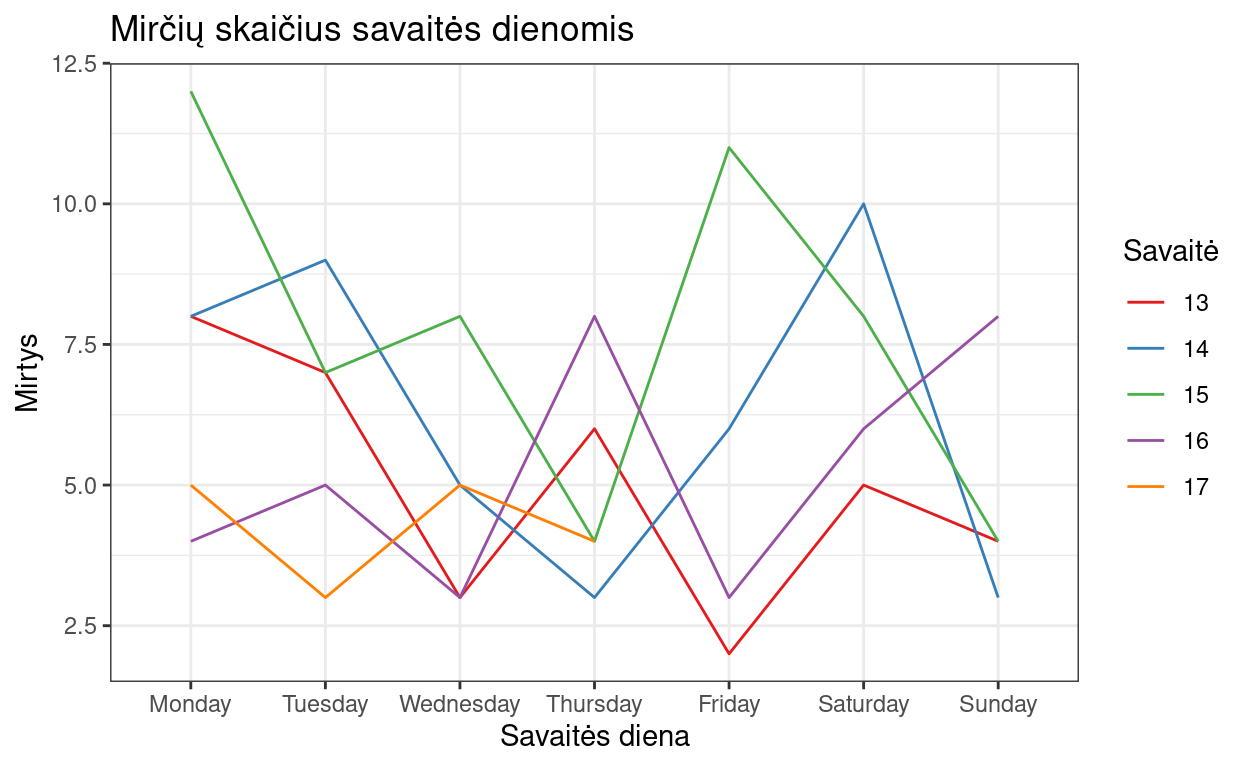 Mirčių skaičius savaitės dienomis
12.5
10.0
7.5
5.0
2.5
Mirtys
Monday Tuesday Wednesday Thursday Friday Saturday Sunday
Savaitės diena
Savaitė
13
14
15
16
17